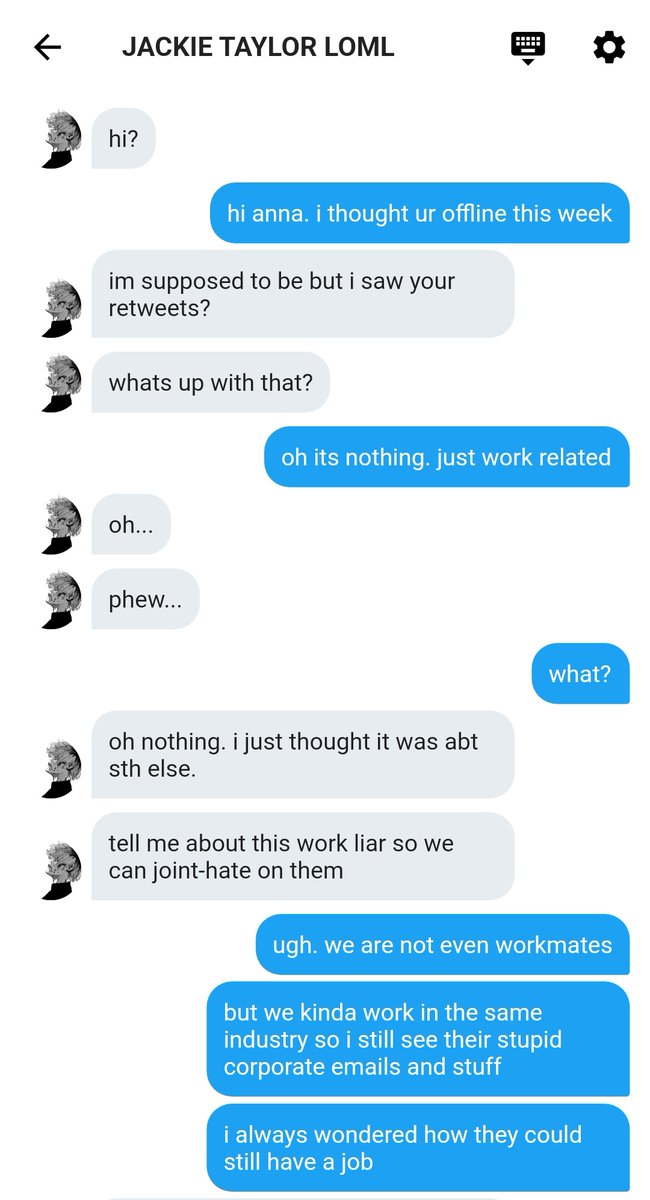 JACKIE TAYLOR LOML
hi?
hi anna. i thought ur offline this week
im supposed to be but i saw your
retweets?
whats up with that?
oh its nothing. just work related
oh...
phew...
what?
oh nothing. i just thought it was abt
sth else.
tell me about this work liar so we
can joint-hate on them
ugh. we are not even workmates
but we kinda work in the same
industry so i still see their stupid
corporate emails and stuff
i always wondered how they could
still have a job